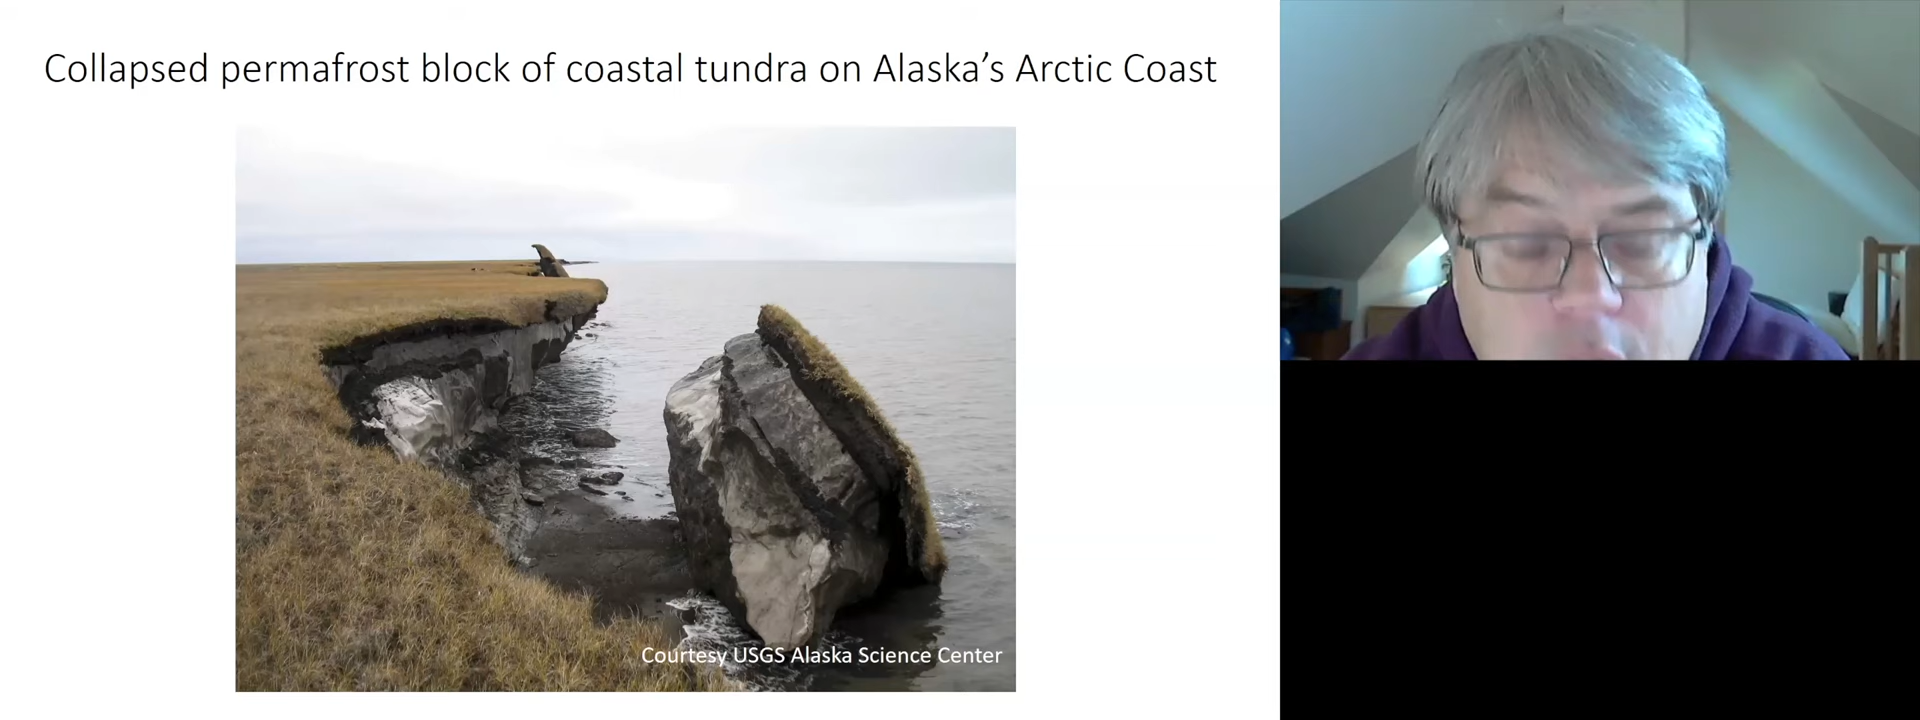 Collapsed permafrost block of coastal tundra on Alaska’s Arctic Coast
Courtesy USGS Alaska Science Center